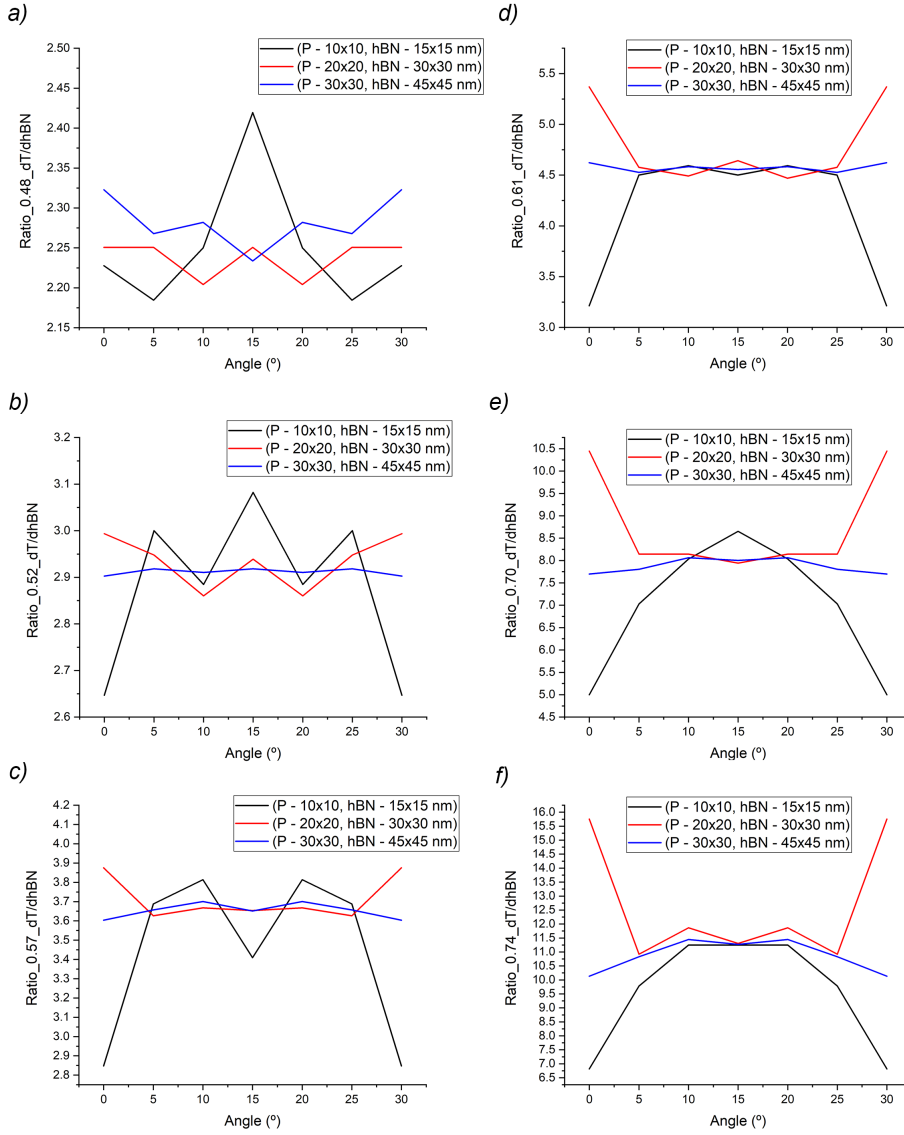 a)
2.50
2.45
2.40
2.35
2.30
2.25
2.20
2.15
Ratio_0.48_dT/dhBN
(P - 10x10, hBN - 15x15 nm)
(P - 20x20, hBN - 30x30 nm)
(P - 30x30, hBN - 45x45 nm)
0 5 10 15 20 25 30
Angle (º)
b)
3.2
3.1
3.0
2.9
2.8
2.7
2.6
Ratio_0.52_dT/dhBN
(P - 10x10, hBN - 15x15 nm)
(P - 20x20, hBN - 30x30 nm)
(P - 30x30, hBN - 45x45 nm)
0 5 10 15 20 25 30
Angle (º)
c)
4.2
4.1
4.0
3.9
3.8
3.7
3.6
3.5
3.4
3.3
3.2
3.1
3.0
2.9
2.8
Ratio_0.57_dT/dhBN
(P - 10x10, hBN - 15x15 nm)
(P - 20x20, hBN - 30x30 nm)
(P - 30x30, hBN - 45x45 nm)
0 5 10 15 20 25 30
Angle (º)
d)
5.5
5.0
4.5
4.0
3.5
3.0
Ratio_0.61_dT/dhBN
(P - 10x10, hBN - 15x15 nm)
(P - 20x20, hBN - 30x30 nm)
(P - 30x30, hBN - 45x45 nm)
0 5 10 15 20 25 30
Angle (º)
e)
10.5
10.0
9.5
9.0
8.5
8.0
7.5
7.0
6.5
6.0
5.5
5.0
4.5
Ratio_0.70_dT/dhBN
(P - 10x10, hBN - 15x15 nm)
(P - 20x20, hBN - 30x30 nm)
(P - 30x30, hBN - 45x45 nm)
0 5 10 15 20 25 30
Angle (º)
f)
16.0
15.5
15.0
14.5
14.0
13.5
13.0
12.5
12.0
11.5
11.0
10.5
10.0
9.5
9.0
8.5
8.0
7.5
7.0
6.5
Ratio_0.74_dT/dhBN
(P - 10x10, hBN - 15x15 nm)
(P - 20x20, hBN - 30x30 nm)
(P - 30x30, hBN - 45x45 nm)
0 5 10 15 20 25 30
Angle (º)